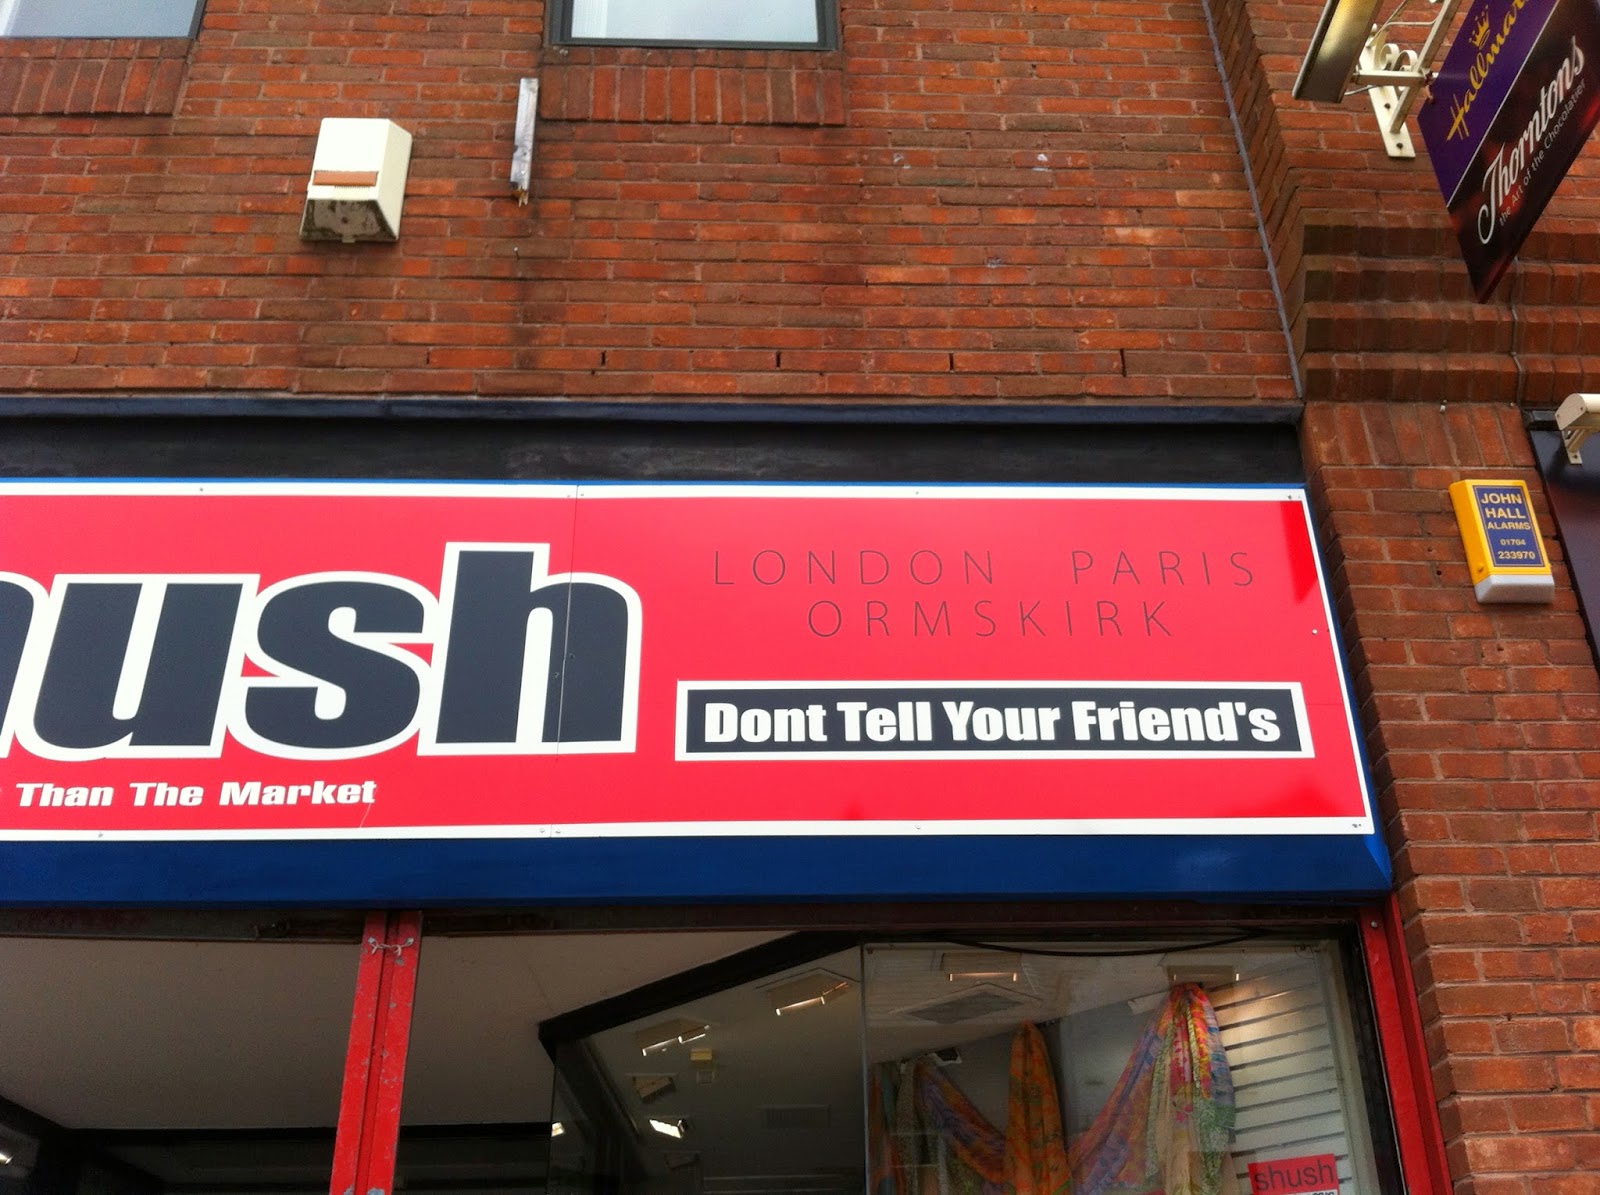 Hallmark
Thorntons
the Art of the Chocolatier
ush
Than The Market
LONDON PARIS
ORMSKIRK
Dont Tell Your Friend's
JOHN
HALL
ALARMS
01704
233970
shush